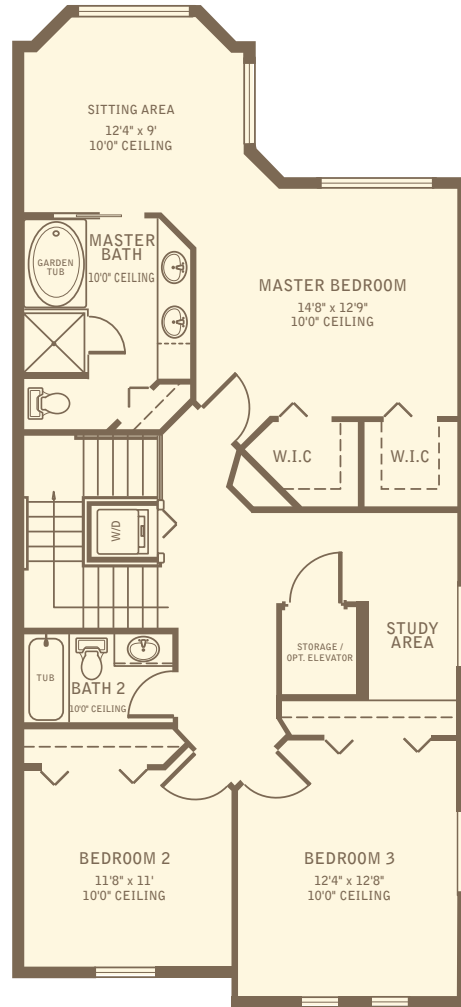 SITTING AREA
12'4" x 9'
10'0" CEILING
MASTER
BATH
10'0" CEILING
GARDEN
TUB
MASTER BEDROOM
14'8" x 12'9"
10'0" CEILING
W.I.C
W.I.C
W/D
STUDY
AREA
STORAGE /
OPT. ELEVATOR
TUB
BATH 2
10'0" CEILING
BEDROOM 2
11'8" x 11'
10'0" CEILING
BEDROOM 3
12'4" x 12'8"
10'0" CEILING